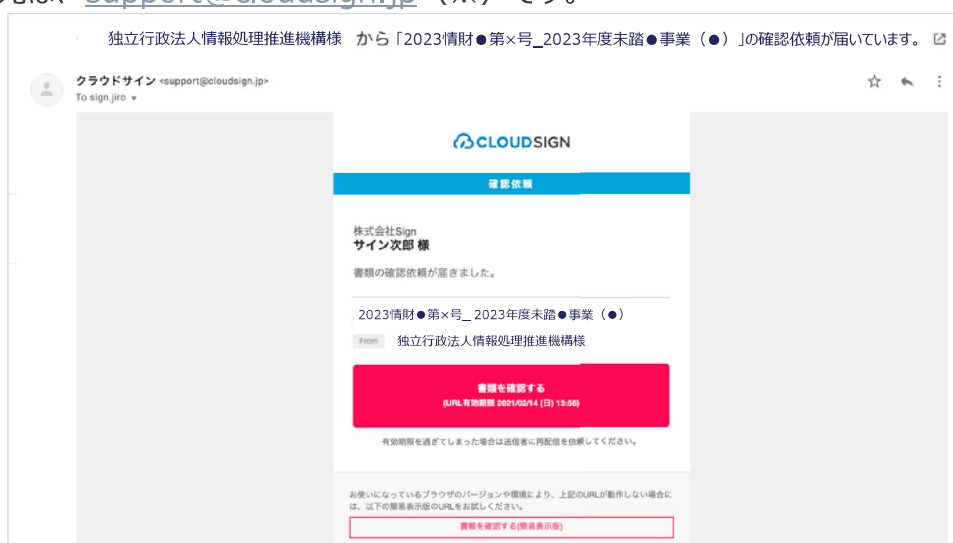 support@cloudsign.jp（※）です。
独立行政法人情報処理推進機構様 から「2023情財●第×号_2023年度未踏●事業（●）」の確認依頼が届いています。
クラウドサイン <support@cloudsign.jp>
To sign.jiro
CLOUDSIGN
確認依頼
株式会社Sign
サイン次郎 様
書類の確認依頼が届きました。
2023情財●第×号_ 2023年度未踏●事業（●）
From 独立行政法人情報処理推進機構様
書類を確認する
(URL有効期限 2021/02/14 (日) 13:56)
有効期限を過ぎてしまった場合は送信者に再配信を依頼してください。
お使いになっているブラウザのバージョンや環境により、上記のURLが動作しない場合に
は、以下の簡易表示版のURLをお試しください。
書類を確認する(簡易表示版)